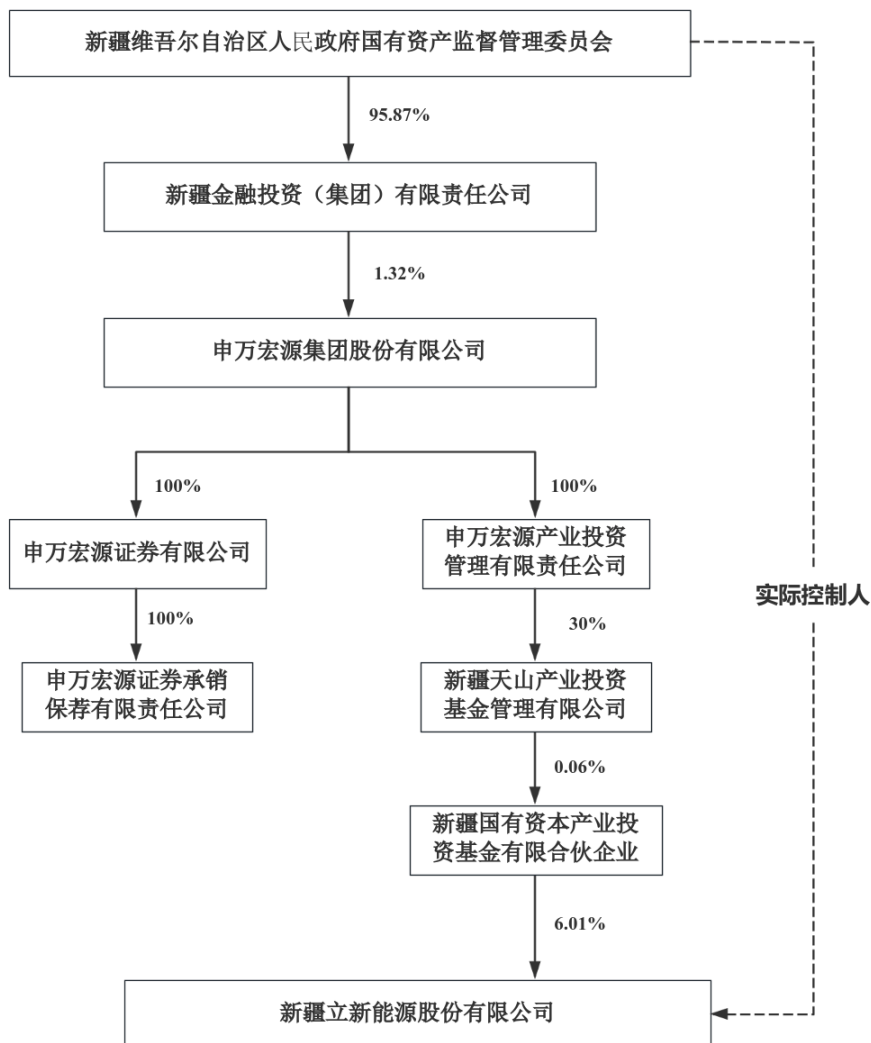 新疆维吾尔自治区人民政府国有资产监督管理委员会
95.87%
新疆金融投资（集团）有限责任公司
1.32%
申万宏源集团股份有限公司
100%
100%
申万宏源证券有限公司
申万宏源产业投资
管理有限责任公司
实际控制人
100%
30%
申万宏源证券承销
保荐有限责任公司
新疆天山产业投资
基金管理有限公司
0.06%
新疆国有资本产业投
资基金有限合伙企业
6.01%
新疆立新能源股份有限公司